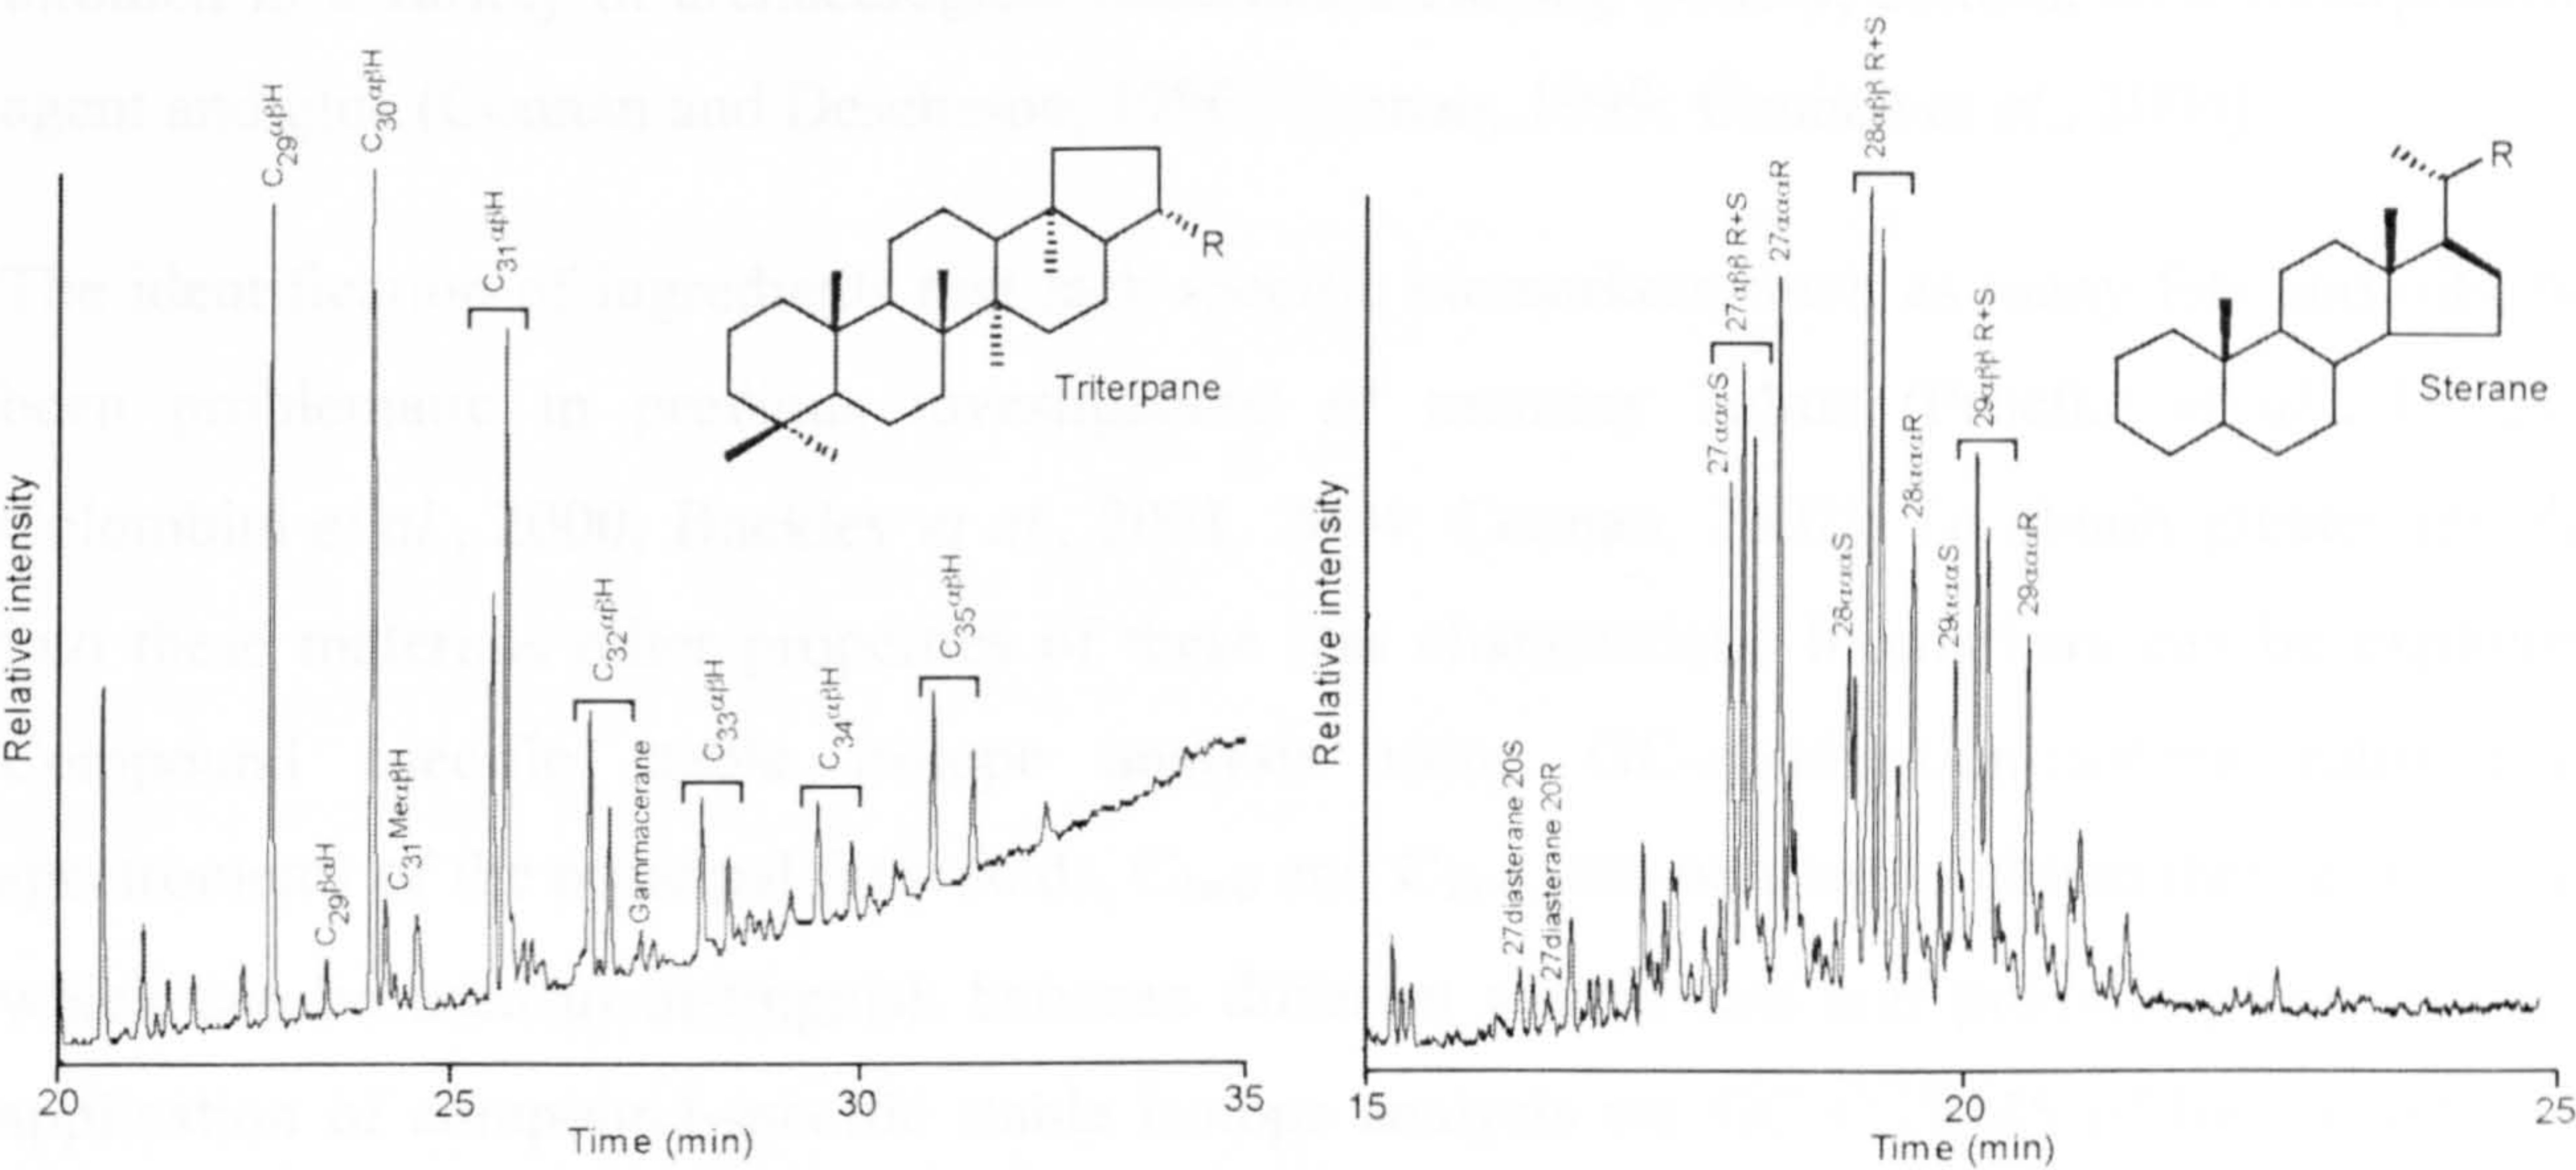 Relative intensity
C29αβH
C29βαH
C30αβH
C31MeαβH
C31αβH
C32αβH
Gammacerane
C33αβH
C34αβH
C35αβH
R
Triterpane
20
25
30
35
Time (min)
Relative intensity
27diasterane 20S
27diasterane 20R
27αααS
27αββ R+S
27αααR
28αααS
28αββ R+S
28αααR
29αααS
29αββ R+S
29αααR
R
Sterane
15
20
25
Time (min)